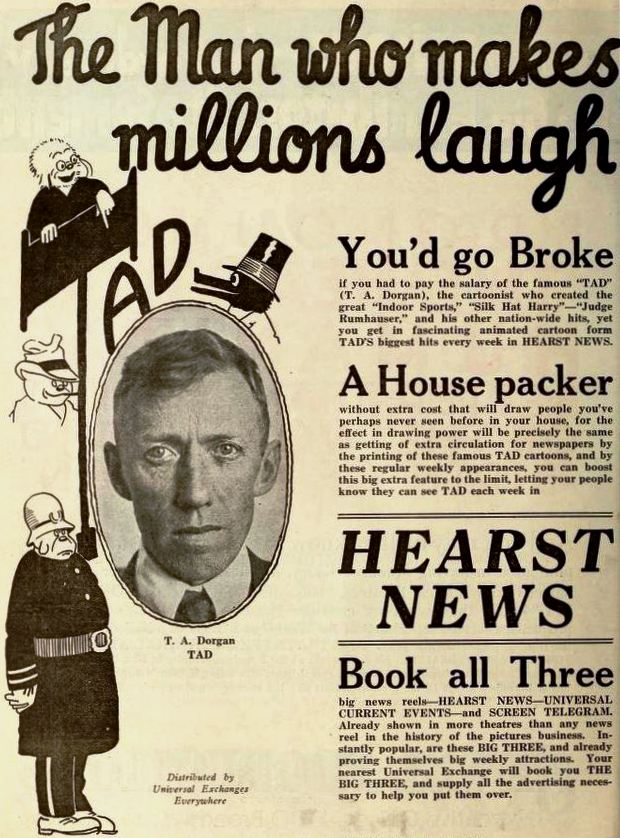 The Man who makes
millions laugh
TAD
You'd go Broke
if you had to pay the salary of the famous "TAD"
(T. A. Dorgan), the cartoonist who created the
great "Indoor Sports," "Silk Hat Harry"—"Judge
Rumhauser," and his other nation-wide hits, yet
you get in fascinating animated cartoon form
TAD'S biggest hits every week in HEARST NEWS.
A House packer
without extra cost that will draw people you've
perhaps never seen before in your house, for the
effect in drawing power will be precisely the same
as getting of extra circulation for newspapers by
the printing of these famous TAD cartoons, and by
these regular weekly appearances, you can boost
this big extra feature to the limit, letting your people
know they can see TAD each week in
HEARST
NEWS
T. A. Dorgan
TAD
Book all Three
big news reels—HEARST NEWS—UNIVERSAL
CURRENT EVENTS—and SCREEN TELEGRAM.
Already shown in more theatres than any news
reel in the history of the pictures business. In-
stantly popular, are these BIG THREE, and already
proving themselves big weekly attractions. Your
nearest Universal Exchange will book you THE
BIG THREE, and supply all the advertising neces-
sary to help you put them over.
Distributed by
Universal Exchanges
Everywhere